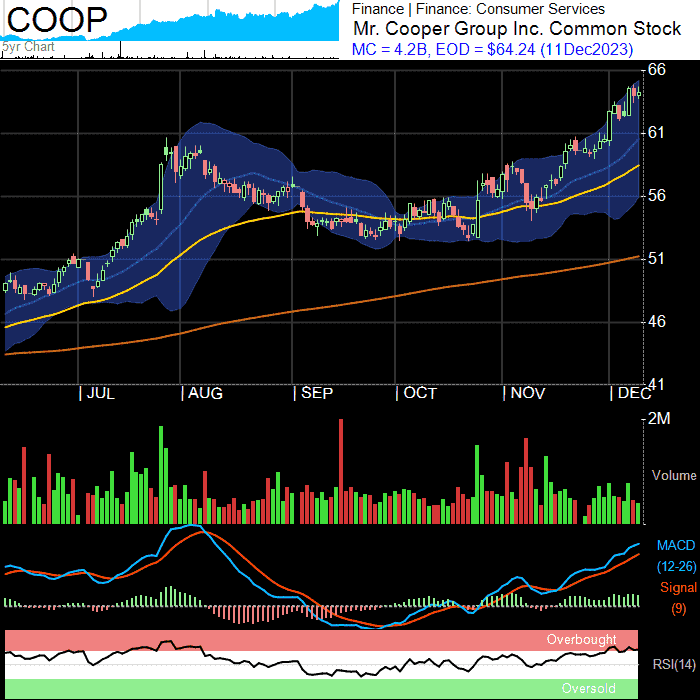 COOP
5yr Chart
Finance | Finance: Consumer Services
Mr. Cooper Group Inc. Common Stock
MC = 4.2B, EOD = $64.24 (11Dec2023)
66
61
56
51
46
41
| JUL | AUG | SEP | OCT | NOV | DEC
2M
Volume
MACD
(12-26)
Signal
(9)
Overbought
RSI(14)
Oversold